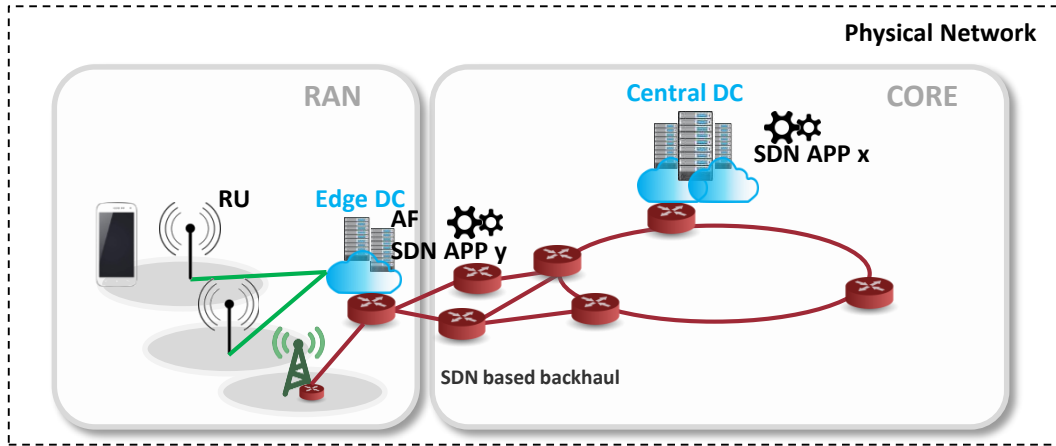 Physical Network
RAN
CORE
Central DC
SDN APP x
RU
Edge DC
AF
SDN APP y
SDN based backhaul